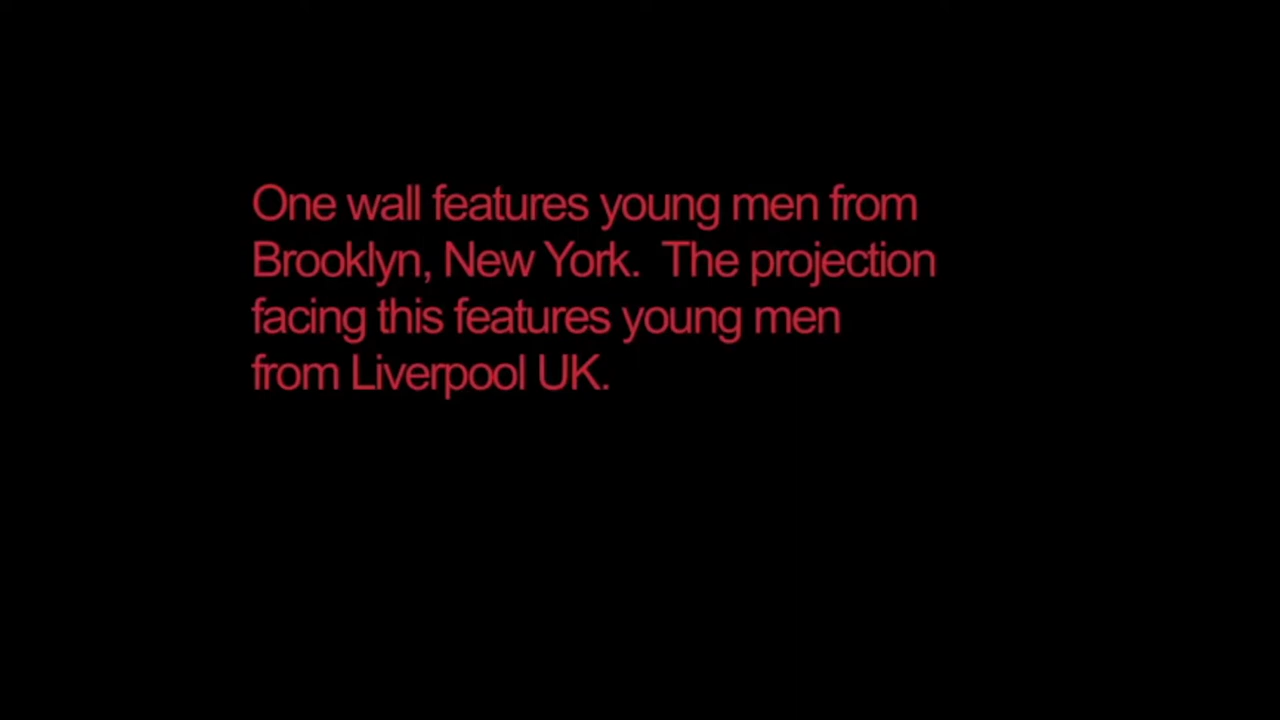 One wall features young men from
Brooklyn, New York.  The projection
facing this features young men
from Liverpool UK.